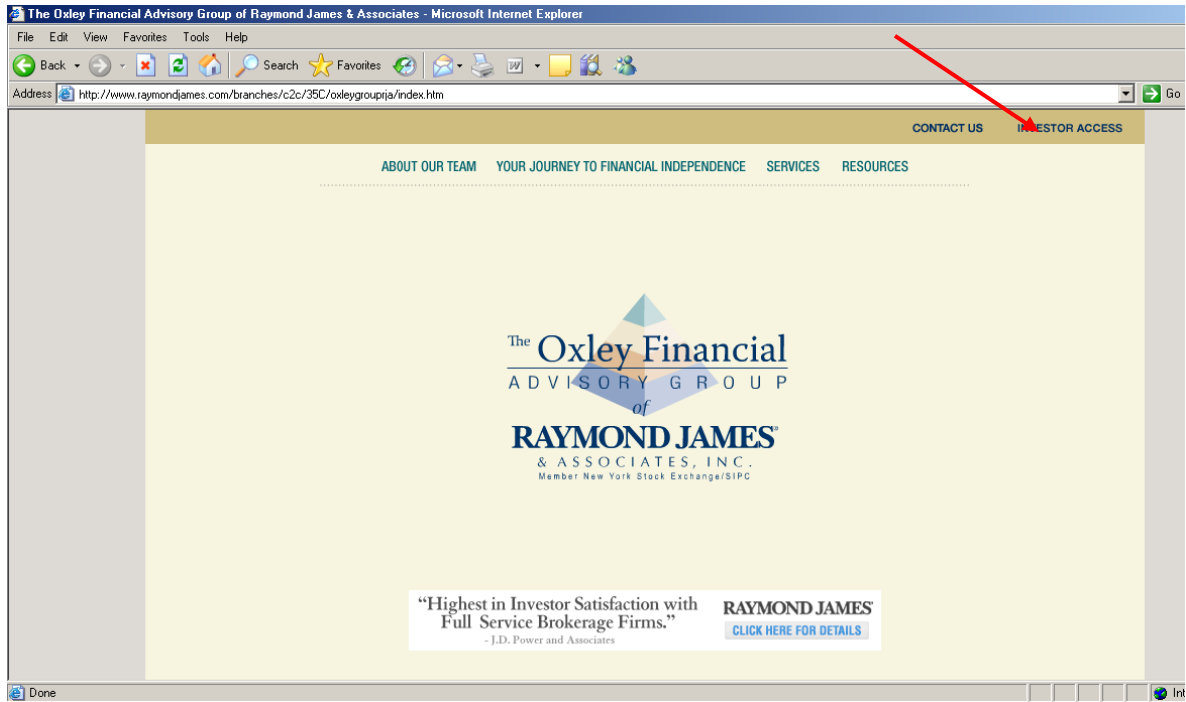 The Oxley Financial Advisory Group of Raymond James & Associates - Microsoft Internet Explorer
File Edit View Favorites Tools Help
Back Search Favorites
Address http://www.raymondjames.com/branches/c2c/35C/oxleygrouprja/index.htm Go
CONTACT US INVESTOR ACCESS
ABOUT OUR TEAM YOUR JOURNEY TO FINANCIAL INDEPENDENCE SERVICES RESOURCES
The Oxley Financial
ADVISORY GROUP
of
RAYMOND JAMES®
& ASSOCIATES, INC.
Member New York Stock Exchange/SIPC
“Highest in Investor Satisfaction with
Full Service Brokerage Firms.”
- J.D. Power and Associates
RAYMOND JAMES®
CLICK HERE FOR DETAILS
Done Int